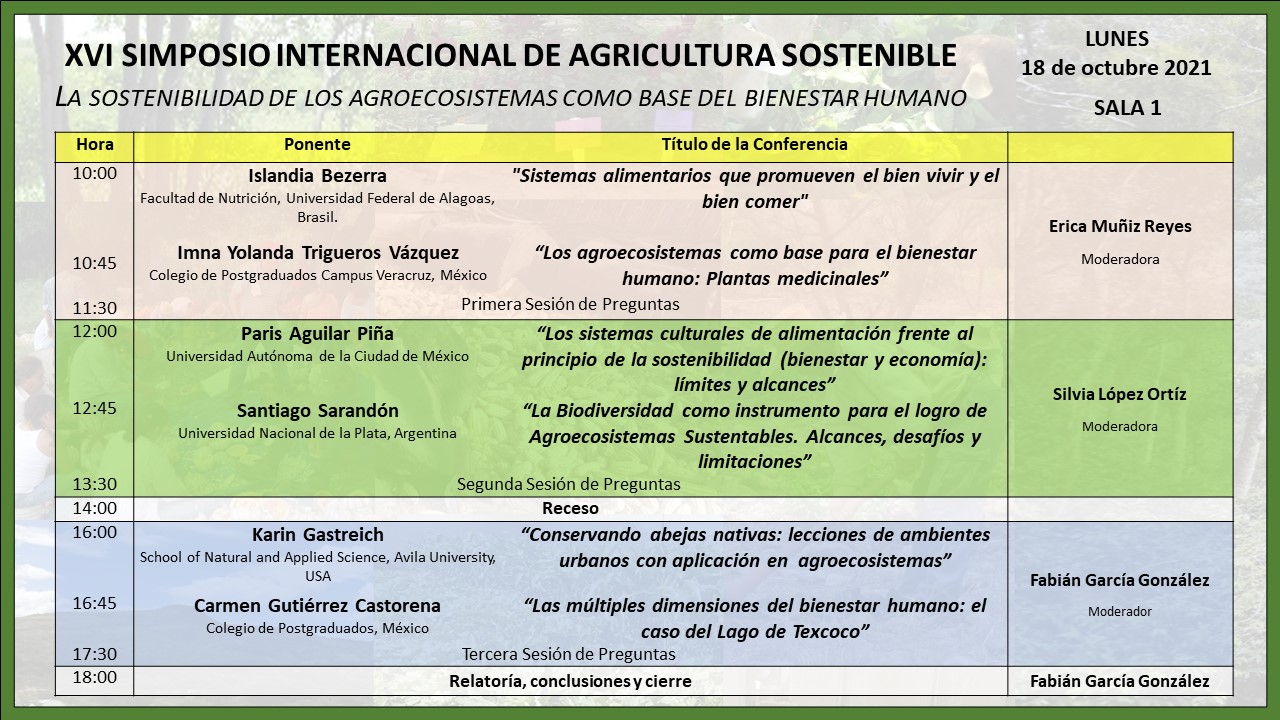 XVI SIMPOSIO INTERNACIONAL DE AGRICULTURA SOSTENIBLE
LA SOSTENIBILIDAD DE LOS AGROECOSISTEMAS COMO BASE DEL BIENESTAR HUMANO
LUNES
18 de octubre 2021
SALA 1
Hora Ponente Título de la Conferencia
10:00 Islandia Bezerra "Sistemas alimentarios que promueven el bien vivir y el
Facultad de Nutrición, Universidad Federal de Alagoas, bien comer"
Brasil.
Erica Muñiz Reyes
Moderadora
Imna Yolanda Trigueros Vázquez “Los agroecosistemas como base para el bienestar
10:45 Colegio de Postgraduados Campus Veracruz, México humano: Plantas medicinales”
11:30 Primera Sesión de Preguntas
12:00 Paris Aguilar Piña “Los sistemas culturales de alimentación frente al
Universidad Autónoma de la Ciudad de México principio de la sostenibilidad (bienestar y economía):
límites y alcances”
Silvia López Ortíz
Moderadora
12:45 Santiago Sarandón “La Biodiversidad como instrumento para el logro de
Universidad Nacional de la Plata, Argentina Agroecosistemas Sustentables. Alcances, desafíos y
limitaciones”
13:30 Segunda Sesión de Preguntas
14:00 Receso
16:00 Karin Gastreich “Conservando abejas nativas: lecciones de ambientes
School of Natural and Applied Science, Avila University, urbanos con aplicación en agroecosistemas”
USA
Fabián García González
Moderador
16:45 Carmen Gutiérrez Castorena “Las múltiples dimensiones del bienestar humano: el
Colegio de Postgraduados, México caso del Lago de Texcoco”
17:30 Tercera Sesión de Preguntas
18:00 Relatoría, conclusiones y cierre Fabián García González